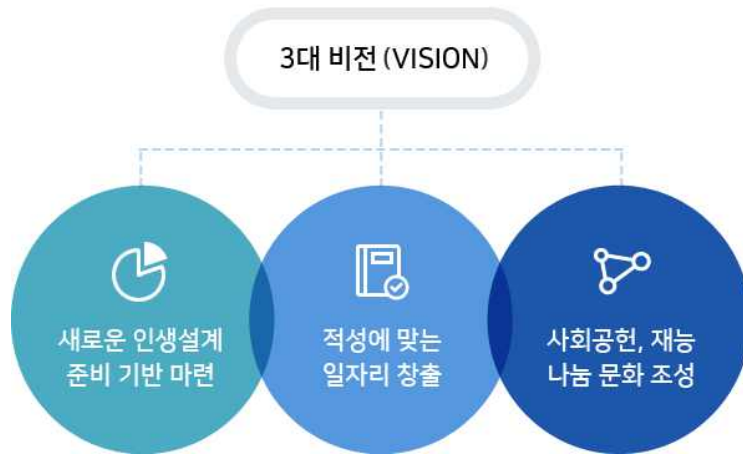 3대 비전 (VISION)
새로운 인생설계
준비 기반 마련
적성에 맞는
일자리 창출
사회공헌, 재능
나눔 문화 조성